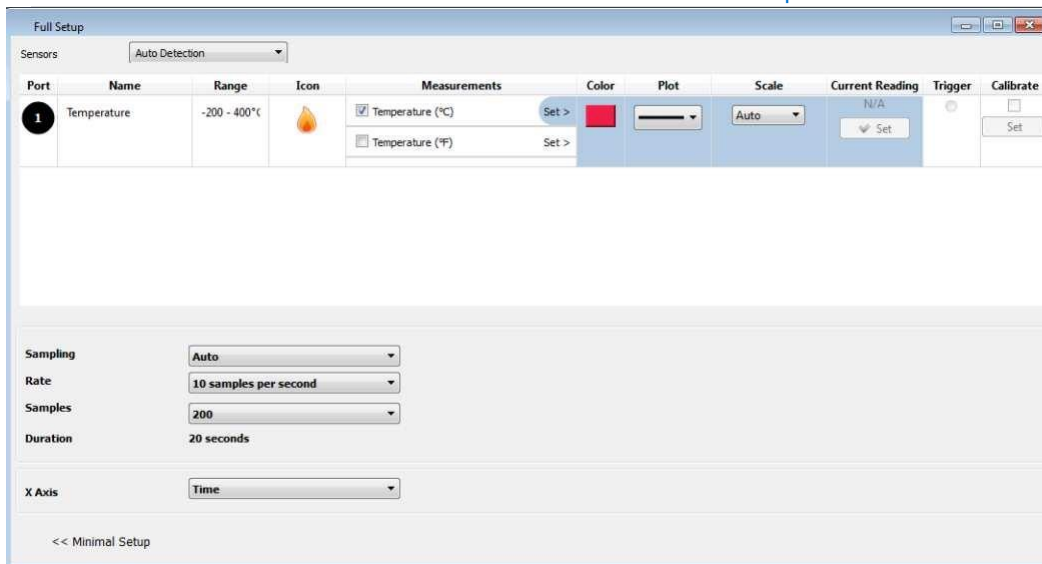 Full Setup
Sensors Auto Detection
Port Name Range Icon Measurements Color Plot Scale Current Reading Trigger Calibrate
1 Temperature -200 - 400°C Temperature (°C) Set > Auto N/A
Set Set
Temperature (°F) Set >
Sampling Auto
Rate 10 samples per second
Samples 200
Duration 20 seconds
X Axis Time
<< Minimal Setup